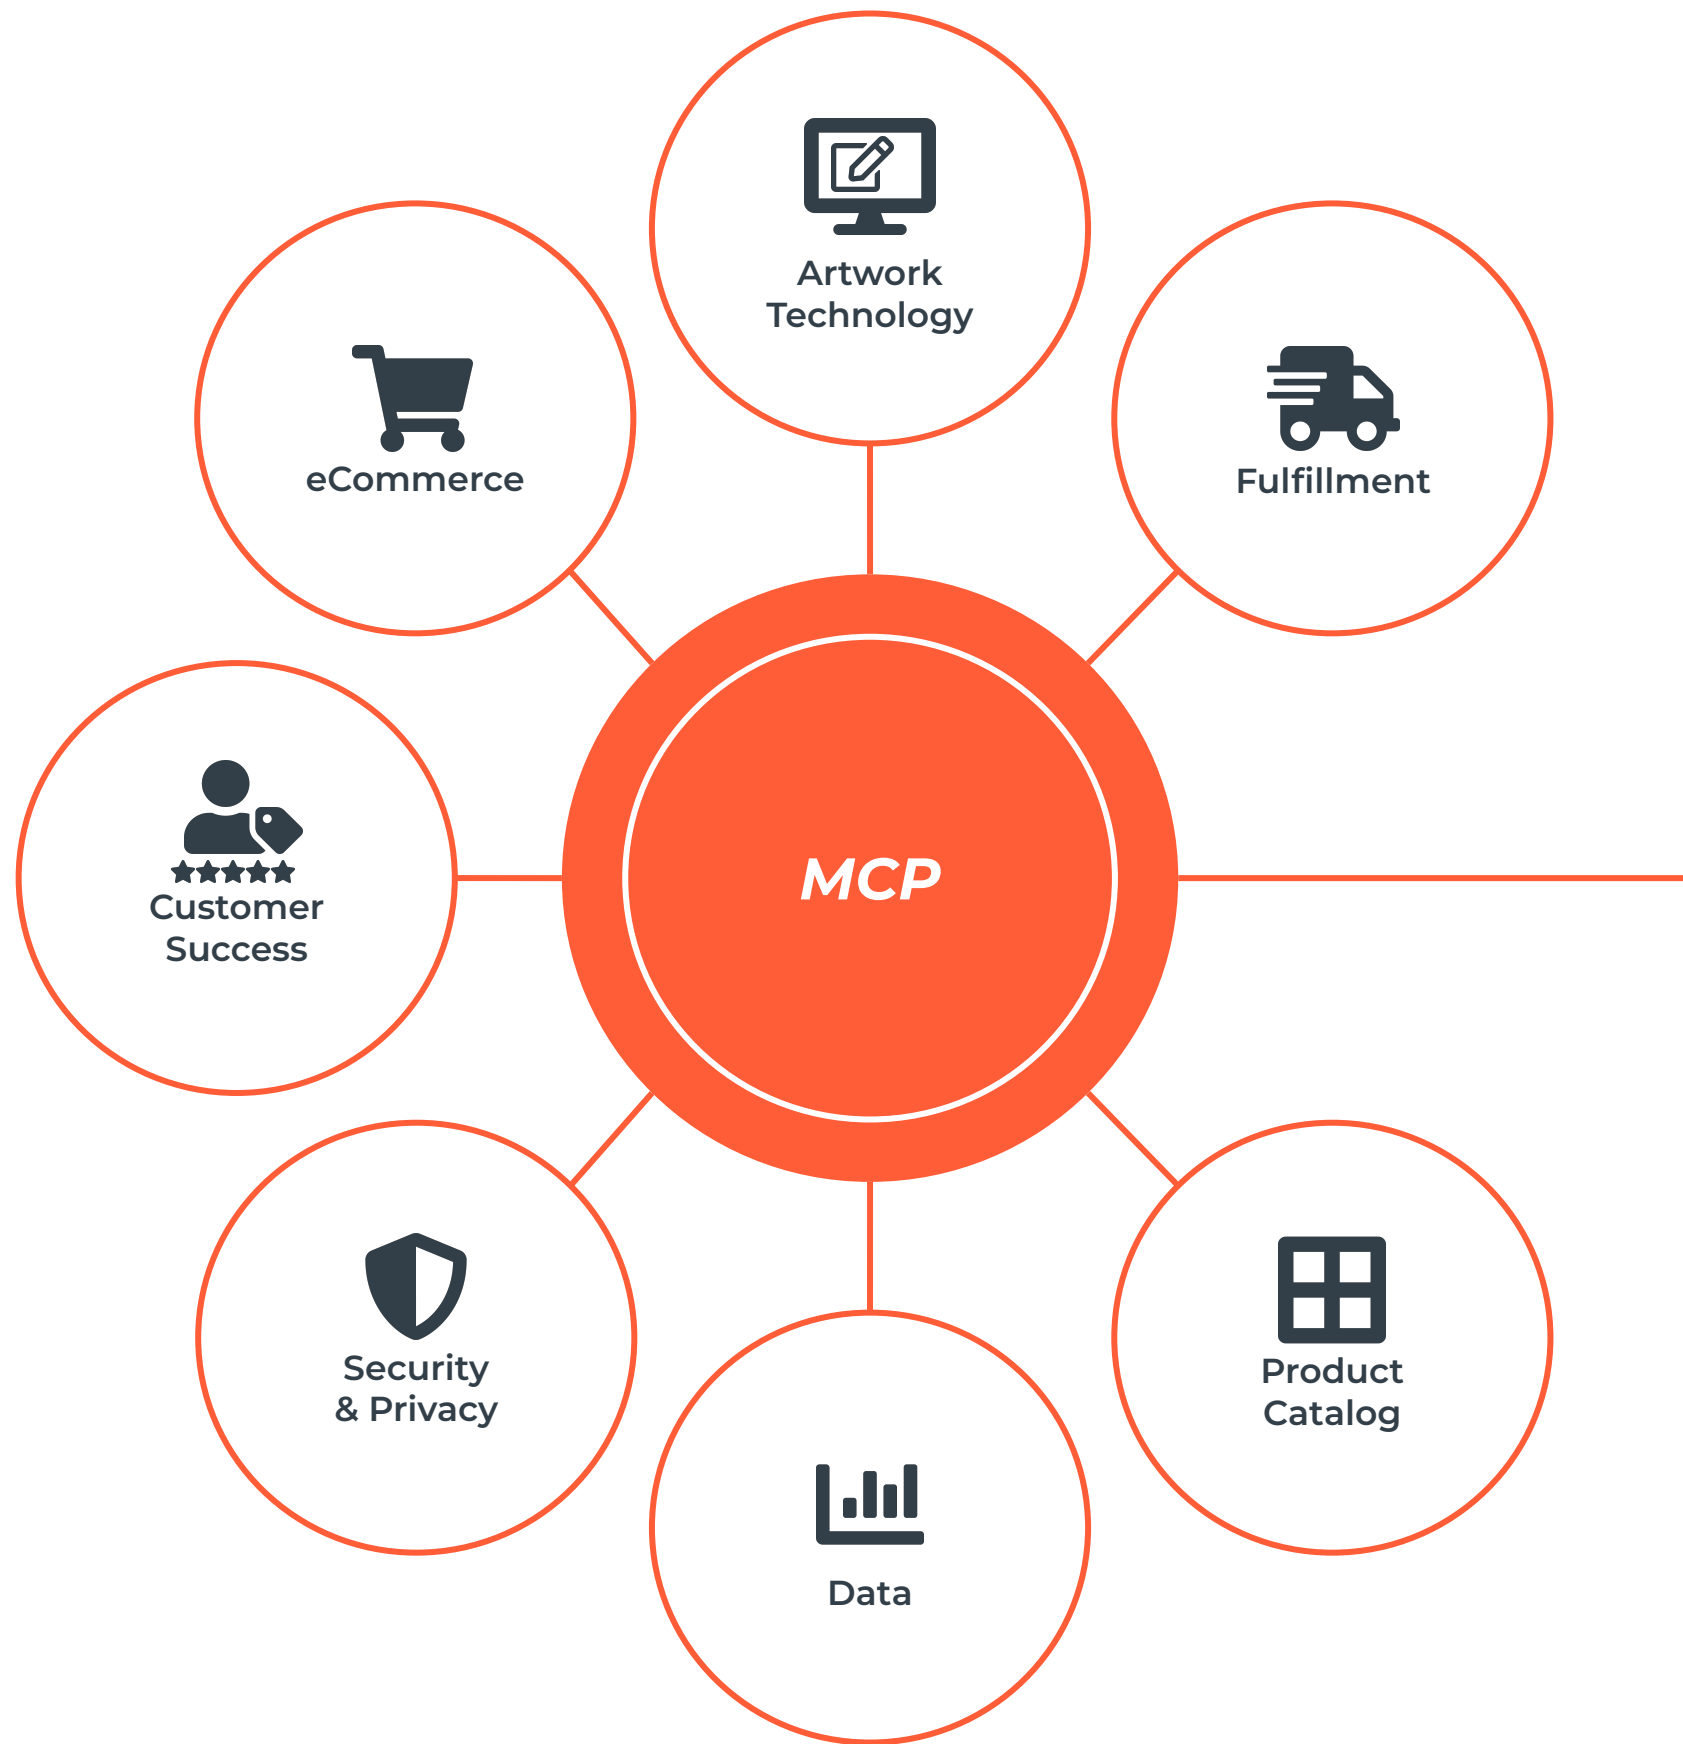 Artwork
Technology
eCommerce
Fulfillment
MCP
Customer
Success
Security
& Privacy
Product
Catalog
Data